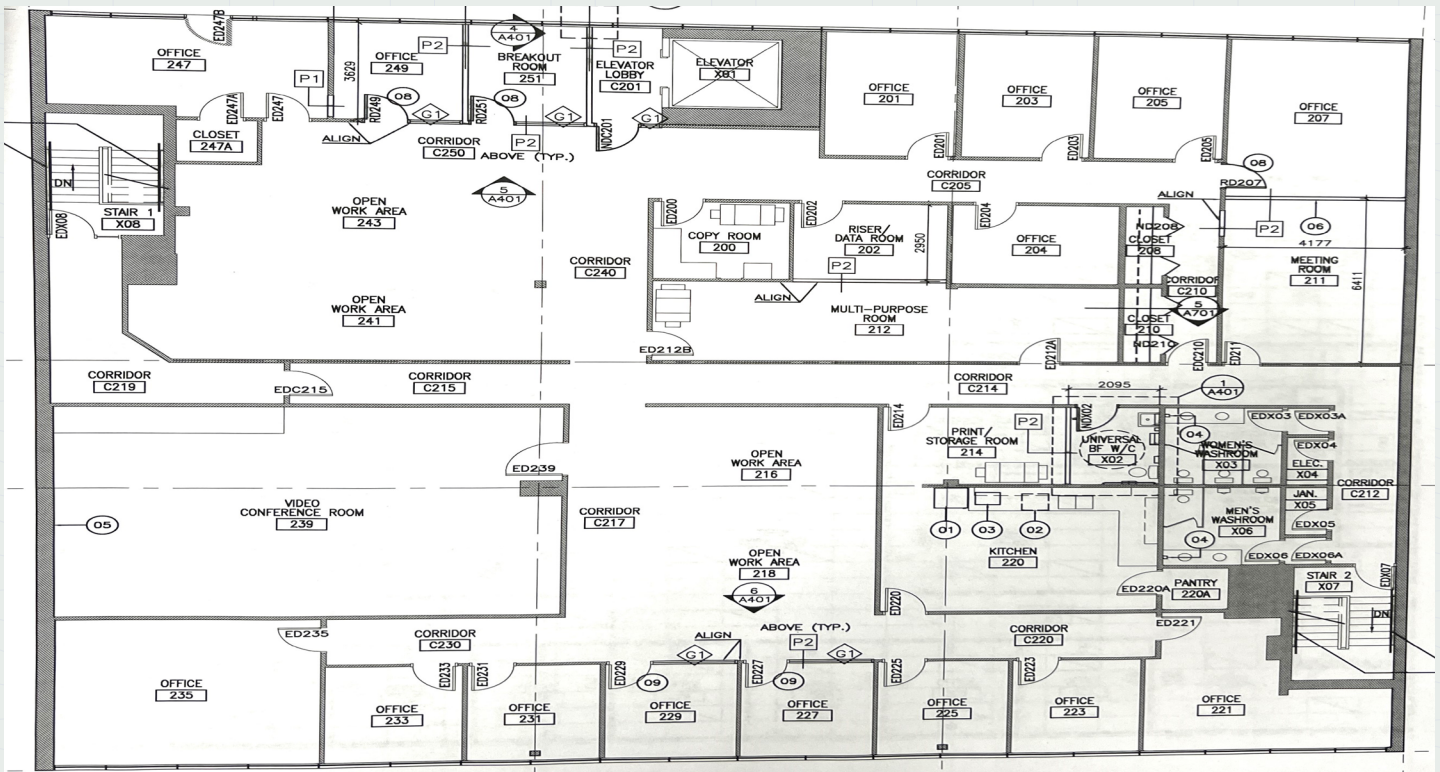 ED247B
OFFICE
247
P1
3629
OFFICE
249
P2
4
A401
BREAKOUT
ROOM
251
P2
ELEVATOR
LOBBY
C201
ELEVATOR
X01
OFFICE
201
OFFICE
203
OFFICE
205
OFFICE
207
ED247A
ED247
RD249
08
G1
RD251
08
G1
G1
CLOSET
247A
ALIGN
CORRIDOR
C250
P2
ABOVE (TYP.)
NDC201
ED201
ED203
ED205
08
RD207
CORRIDOR
C205
ALIGN
DN
STAIR 1
X08
EDX08
OPEN
WORK AREA
243
5
A401
ED200
COPY ROOM
200
ED202
RISER/
DATA ROOM
202
P2
2950
ED204
OFFICE
204
ND208
CLOSET
208
P2
06
4177
MEETING
ROOM
211
6411
CORRIDOR
C240
OPEN
WORK AREA
241
ALIGN
MULTI-PURPOSE
ROOM
212
CORRIDOR
C210
5
A701
CLOSET
210
ND210
ED212B
ED212A
EDC210
ED211
CORRIDOR
C219
EDC215
CORRIDOR
C215
CORRIDOR
C214
2095
1
A401
ED214
PRINT/
STORAGE ROOM
214
P2
NDX02
UNIVERSAL
BF W/C
X02
04
WOMEN'S
WASHROOM
X03
EDX03
EDX03A
EDX04
ELEC.
X04
CORRIDOR
C212
OPEN
WORK AREA
216
ED239
VIDEO
CONFERENCE ROOM
239
05
CORRIDOR
C217
01
03
02
KITCHEN
220
MEN'S
WASHROOM
X06
04
JAN.
X05
EDX05
EDX06
EDX06A
OPEN
WORK AREA
218
6
A401
ED220A
PANTRY
220A
STAIR 2
X07
EDX07
DN
ED220
ED221
ED235
CORRIDOR
C230
ALIGN
G1
ABOVE (TYP.)
P2
G1
CORRIDOR
C220
ED233
ED231
ED229
09
ED227
09
ED225
ED223
OFFICE
235
OFFICE
233
OFFICE
231
OFFICE
229
OFFICE
227
OFFICE
225
OFFICE
223
OFFICE
221